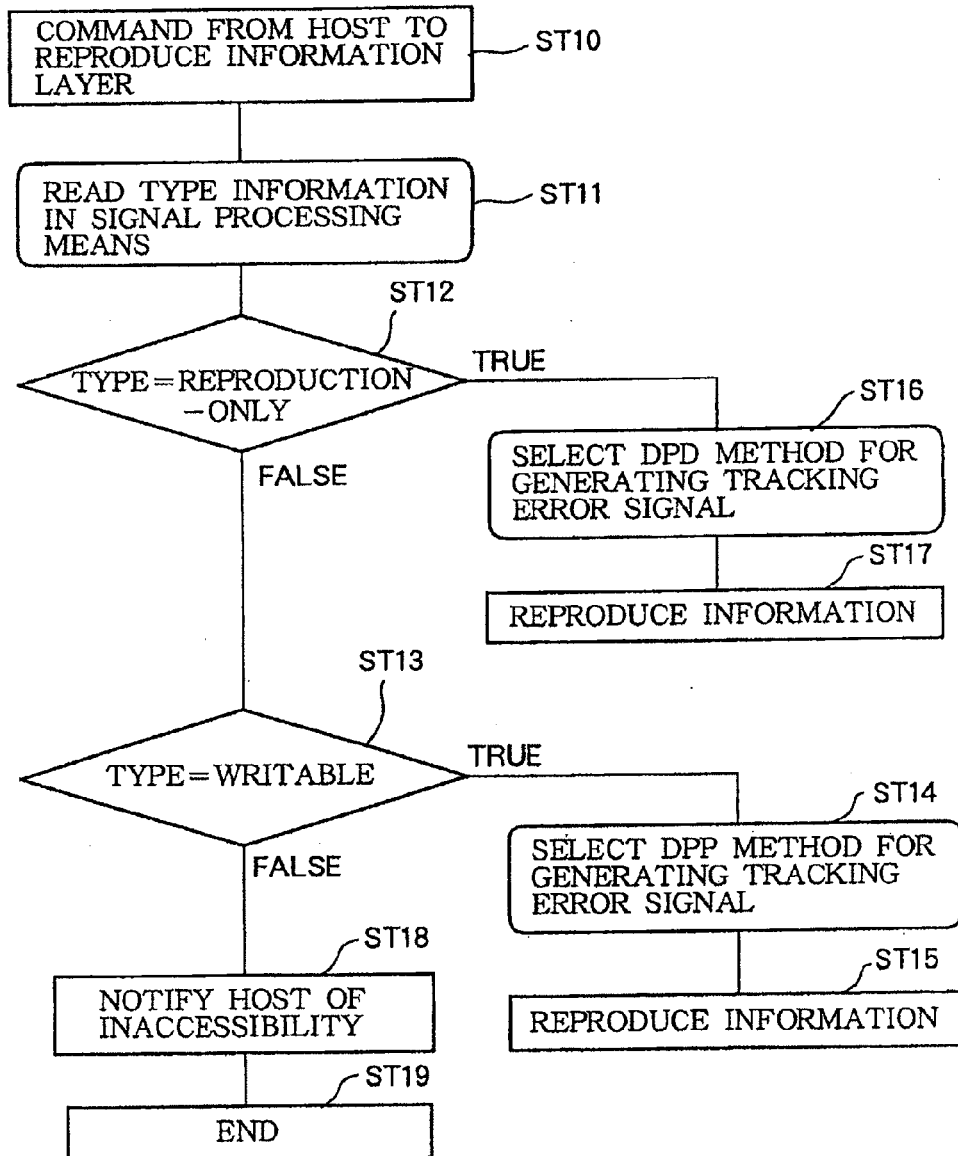 COMMAND FROM HOST TO
REPRODUCE INFORMATION
LAYER
ST10
READ TYPE INFORMATION
IN SIGNAL PROCESSING
MEANS
ST11
ST12
TYPE=REPRODUCTION
-ONLY
TRUE
FALSE
ST16
SELECT DPD METHOD FOR
GENERATING TRACKING
ERROR SIGNAL
ST17
REPRODUCE INFORMATION
ST13
TYPE=WRITABLE
TRUE
FALSE
ST14
SELECT DPP METHOD FOR
GENERATING TRACKING
ERROR SIGNAL
ST15
REPRODUCE INFORMATION
ST18
NOTIFY HOST OF
INACCESSIBILITY
ST19
END